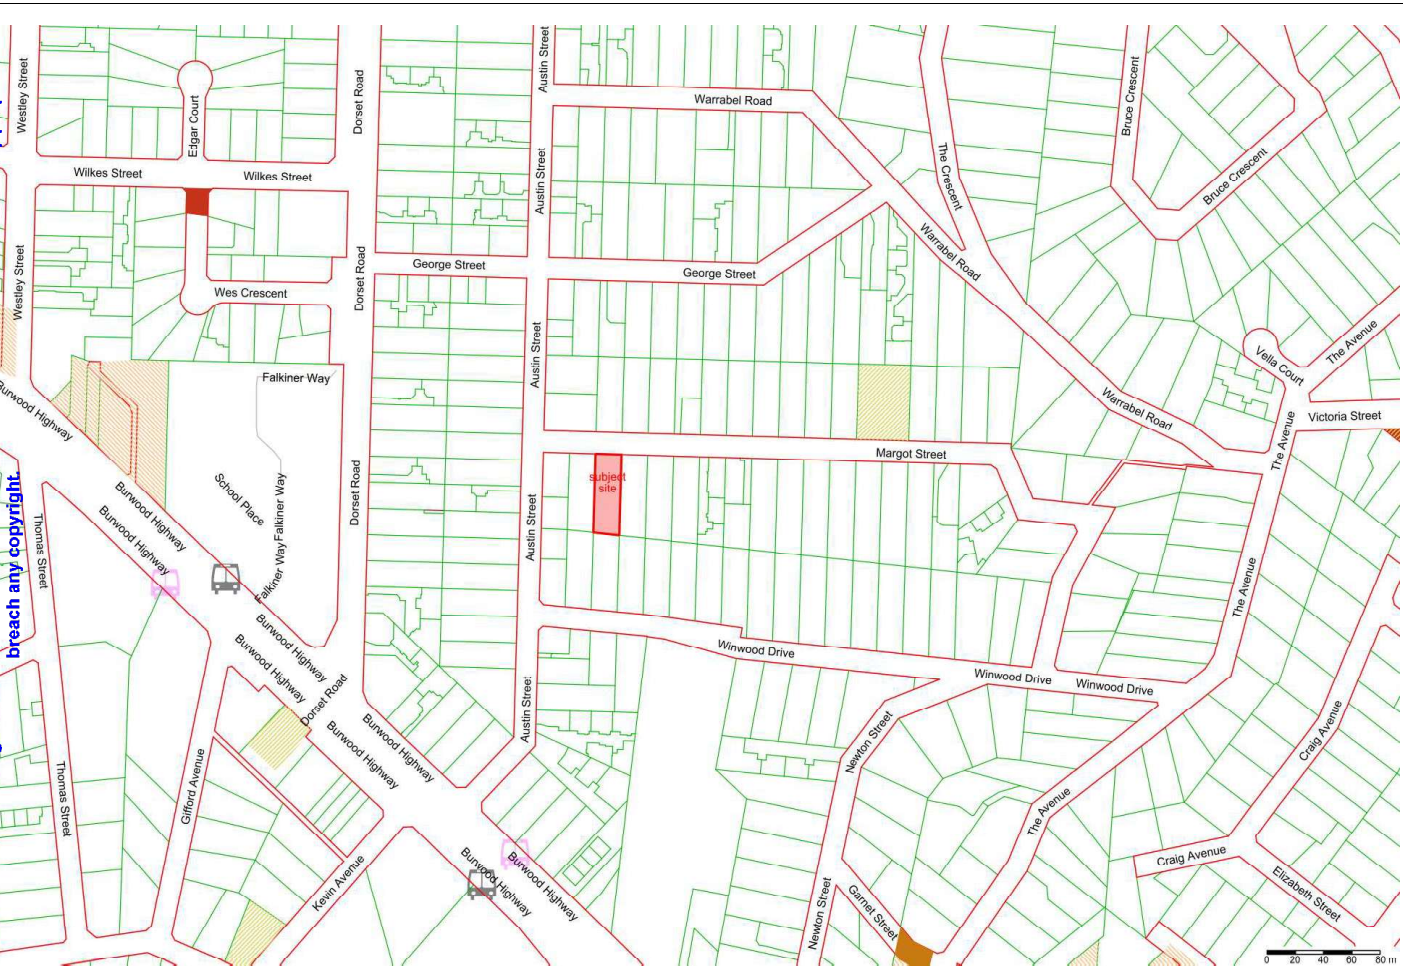 Austin Street
Westley Street
Bruce Crescent
Dorset Road
Warrabel Road
Edgar Court
Wilkes Street
Wilkes Street
Austin Street
The Crescent
Bruce Crescent
Westley Street
Dorset Road
George Street
George Street
Warrabel Road
Wes Crescent
Austin Street
The Avenue
Vella Court
Falkiner Way
Burwood Highway
Warrabel Road
Victoria Street
The Avenue
Margot Street
subject
site
Dorset Road
School Place
Falkiner Way
Burwood Highway
Burwood Highway
Austin Street
Thomas Street
breach any copyright.
Falkiner Way
The Avenue
Burwood Highway
Burwood Highway
Winwood Drive
Winwood Drive
Winwood Drive
Dorset Road
Austin Street
Burwood Highway
Burwood Highway
Newton Street
Craig Avenue
Thomas Street
Gifford Avenue
The Avenue
Kevin Avenue
Burwood Highway
Burwood Highway
Craig Avenue
Elizabeth Street
Garnet Street
Newton Street
0 20 40 60 80 m